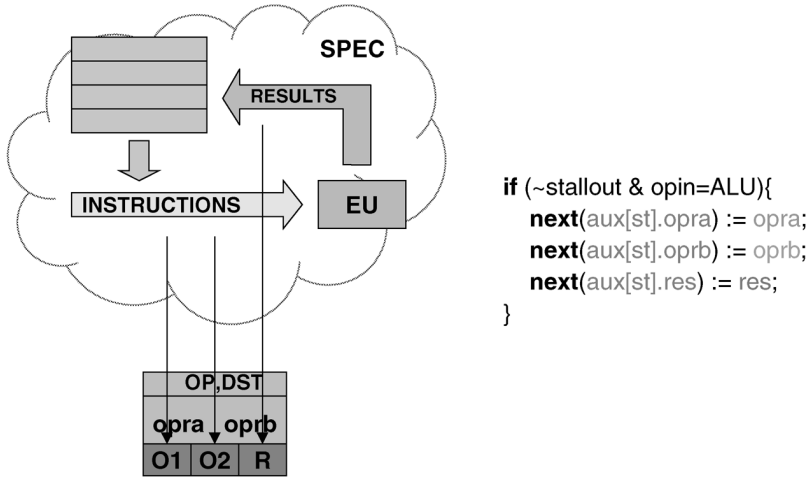 SPEC
RESULTS
INSTRUCTIONS
EU
OP,DST
opra oprb
O1 O2 R
if (~stallout & opin=ALU){
next(aux[st].opra) := opra;
next(aux[st].oprb) := oprb;
next(aux[st].res) := res;
}